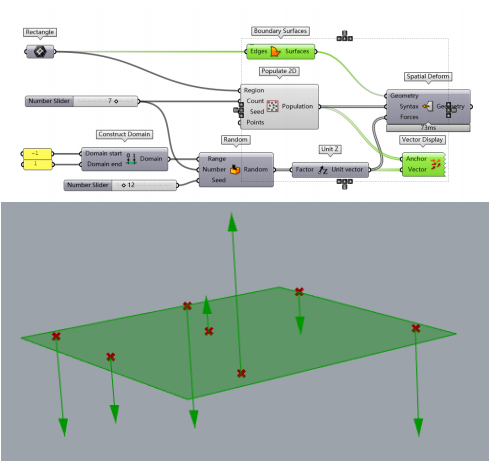 Rectangle
Boundary Surfaces
Edges Surfaces
Populate 2D
Spatial Deform
Region
Count
Seed
Points
Population
Geometry
Syntax
Forces
Geometry
73ms
Number Slider 7
Construct Domain
-1
1
Domain start
Domain end
Domain
Random
Range
Number
Seed
Random
Unit Z
Factor Unit vector
Vector Display
Anchor
Vector
Number Slider 12